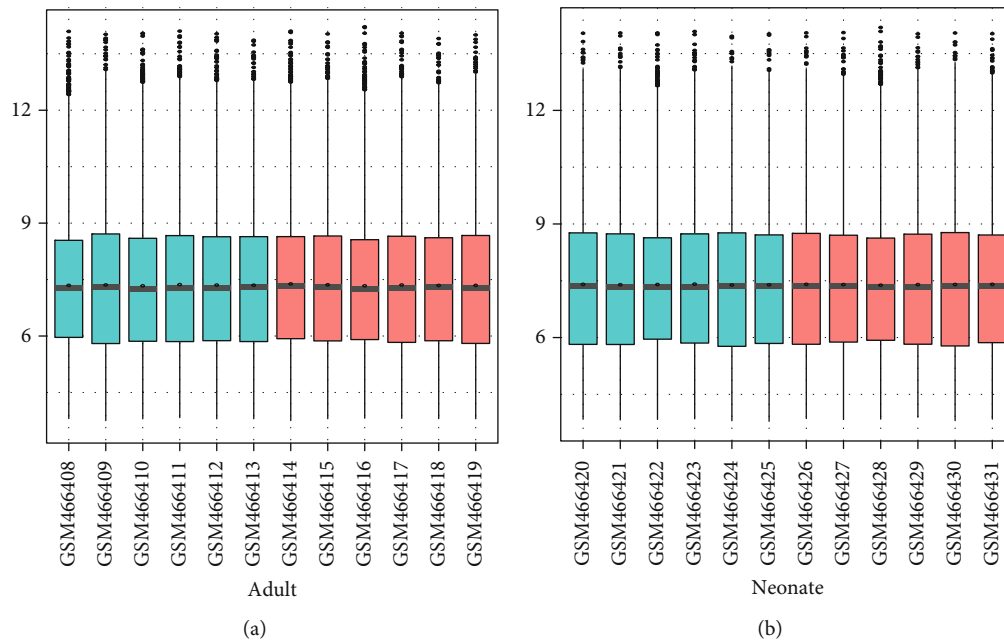 12
9
6
GSM466408
GSM466409
GSM466410
GSM466411
GSM466412
GSM466413
GSM466414
GSM466415
GSM466416
GSM466417
GSM466418
GSM466419
Adult
(a)
12
9
6
GSM466420
GSM466421
GSM466422
GSM466423
GSM466424
GSM466425
GSM466426
GSM466427
GSM466428
GSM466429
GSM466430
GSM466431
Neonate
(b)